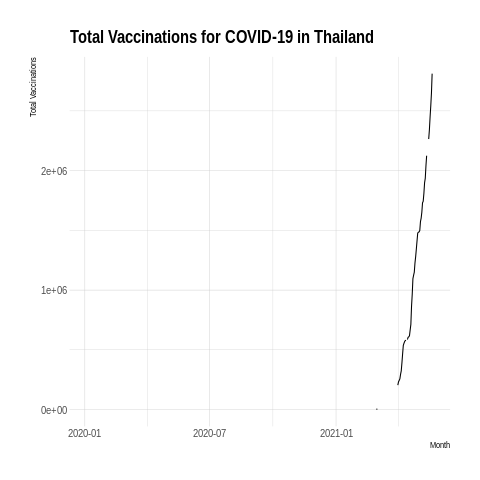 Total Vaccinations for COVID-19 in Thailand
Total Vaccinations
2e+06
1e+06
0e+00
2020-01 2020-07 2021-01
Month